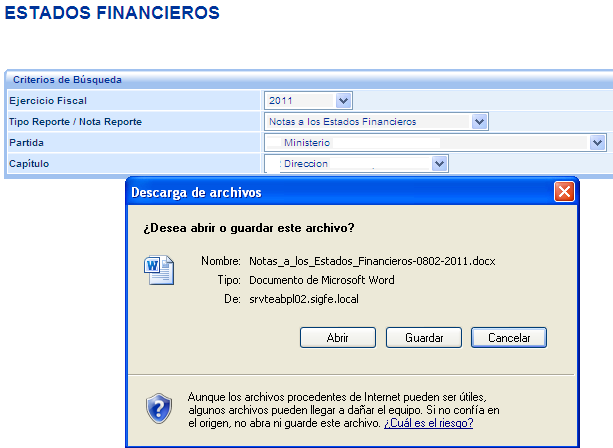 ESTADOS FINANCIEROS
Criterios de Búsqueda
Ejercicio Fiscal 2011
Tipo Reporte / Nota Reporte Notas a los Estados Financieros
Partida Ministerio
Capítulo Direccion
Descarga de archivos
¿Desea abrir o guardar este archivo?
Nombre: Notas_a_los_Estados_Financieros-0802-2011.docx
Tipo: Documento de Microsoft Word
De: srvteabpl02.sigfe.local
Abrir Guardar Cancelar
Aunque los archivos procedentes de Internet pueden ser útiles,
algunos archivos pueden llegar a dañar el equipo. Si no confía en
el origen, no abra ni guarde este archivo. ¿Cuál es el riesgo?